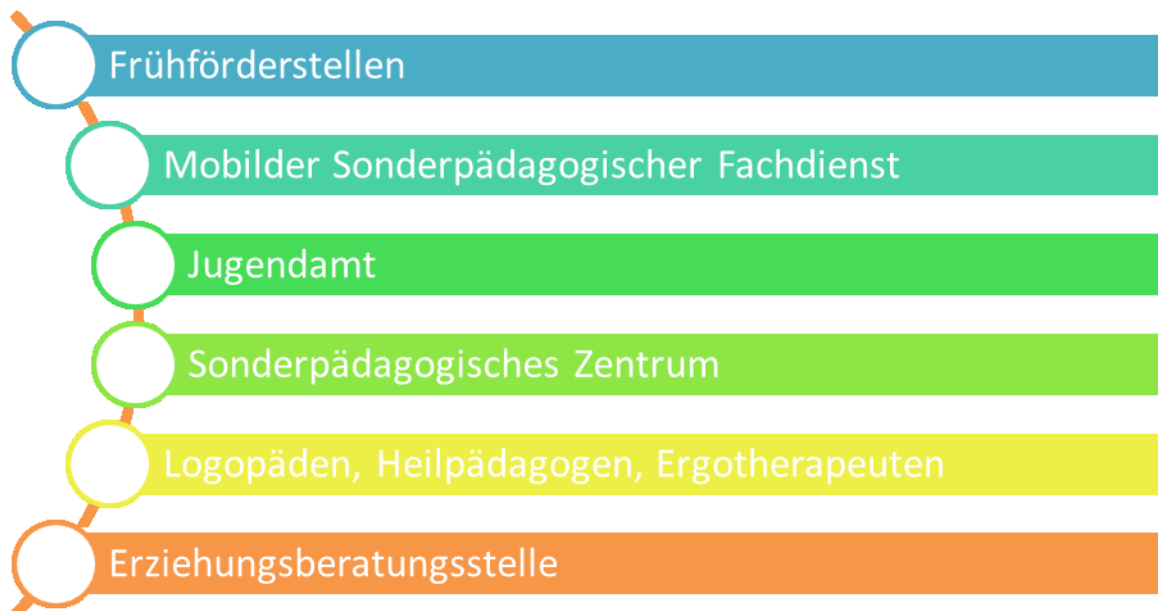 Frühförderstellen
Mobilder Sonderpädagogischer Fachdienst
Jugendamt
Sonderpädagogisches Zentrum
Logopäden, Heilpädagogen, Ergotherapeuten
Erziehungsberatungsstelle